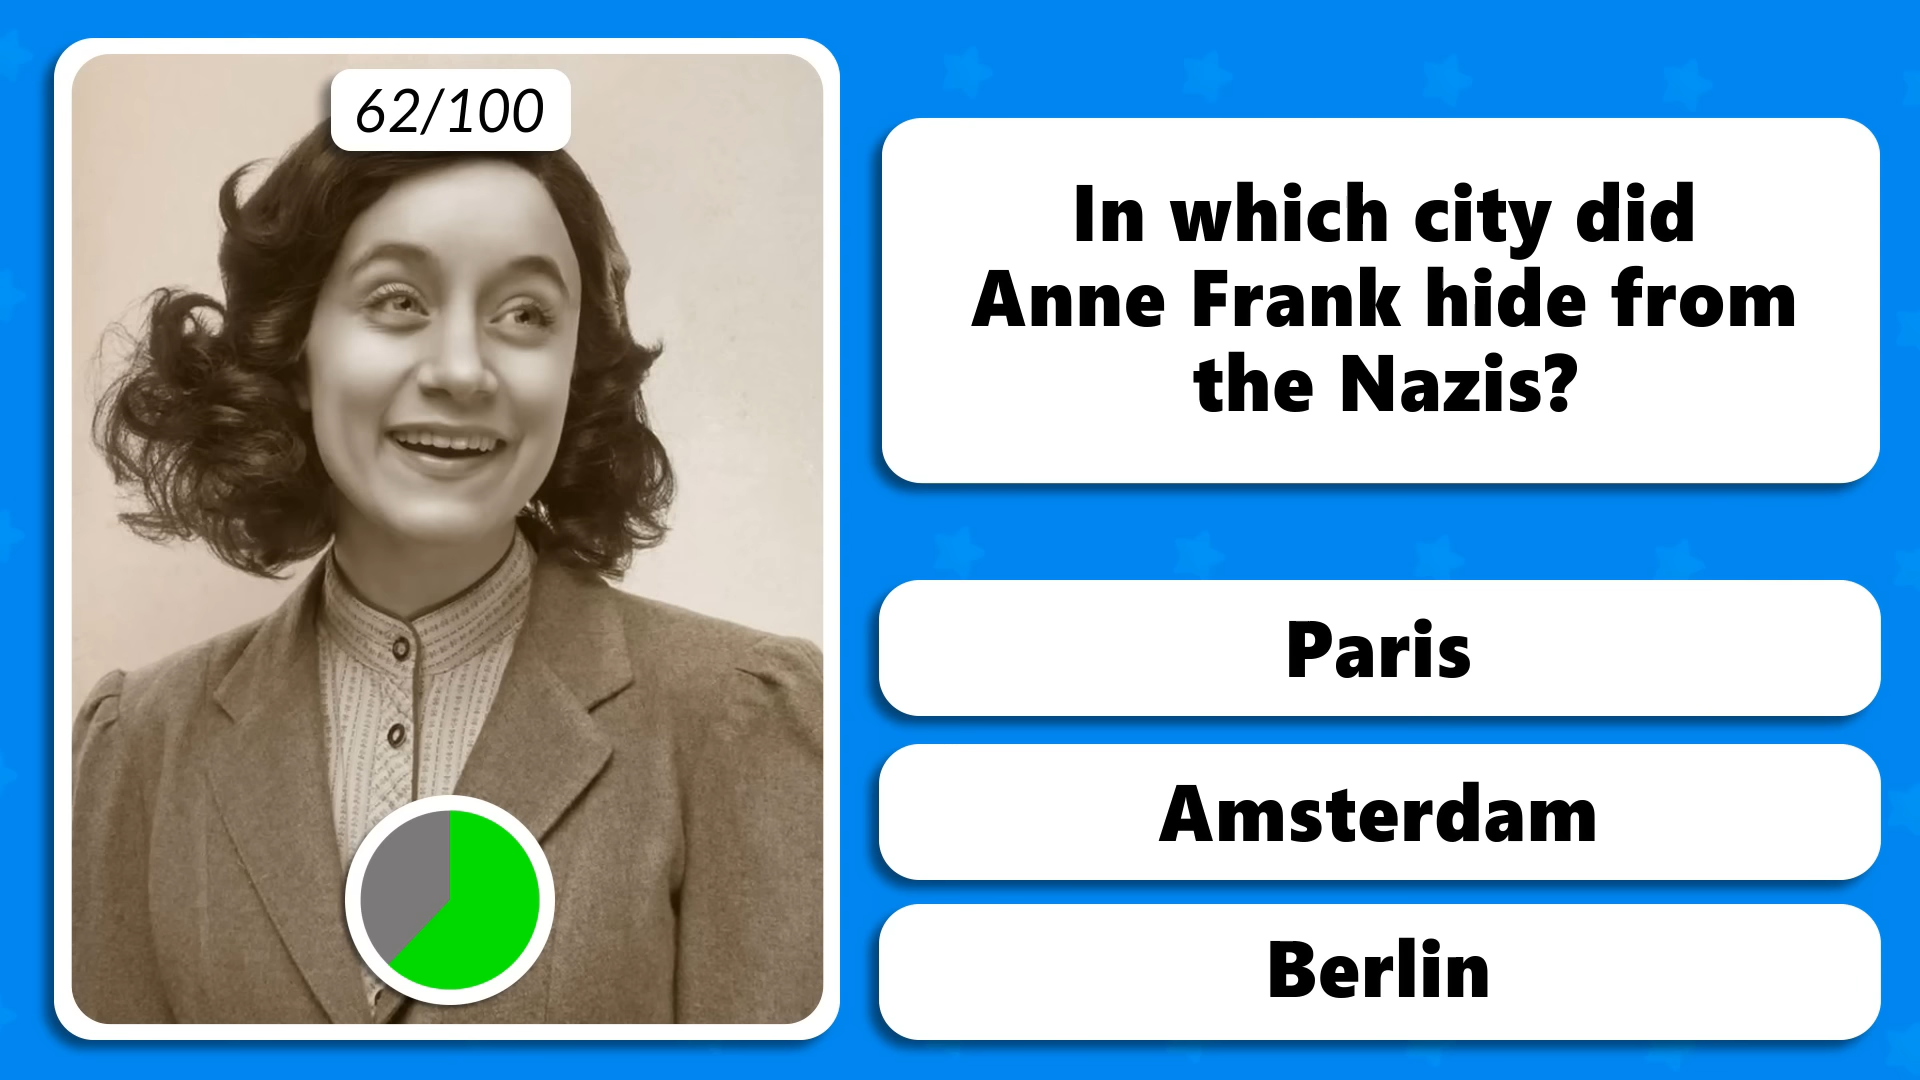 62/100
In which city did
Anne Frank hide from
the Nazis?
Paris
Amsterdam
Berlin